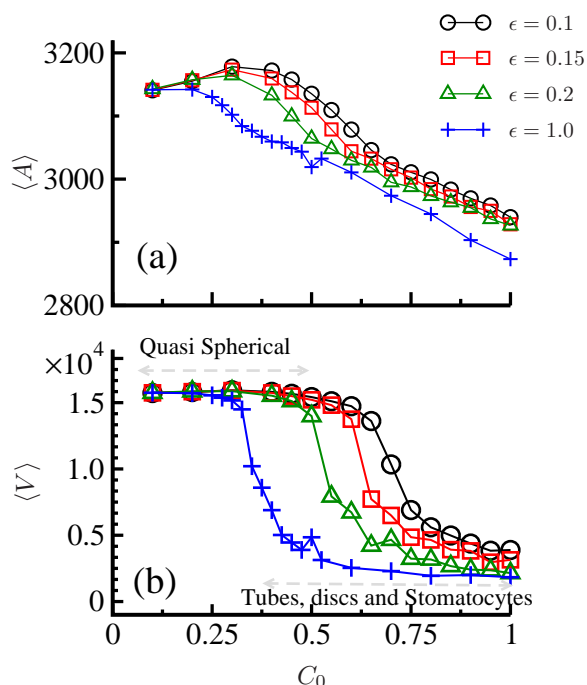 ϵ = 0.1
ϵ = 0.15
ϵ = 0.2
ϵ = 1.0
3200
3000
2800
⟨A⟩
(a)
×10⁴
Quasi Spherical
1.5
1.0
0.5
0
⟨V⟩
(b)
Tubes, discs and Stomatocytes
0 0.25 0.5 0.75 1
C₀